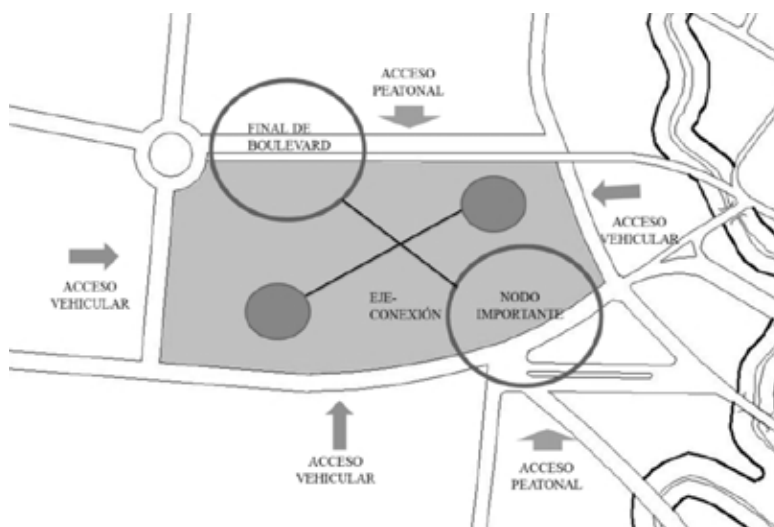 ACCESO
PEATONAL
FINAL DE
BOULEVARD
ACCESO
VEHICULAR
ACCESO
VEHICULAR
EJE-
CONEXIÓN
NODO
IMPORTANTE
ACCESO
VEHICULAR
ACCESO
PEATONAL